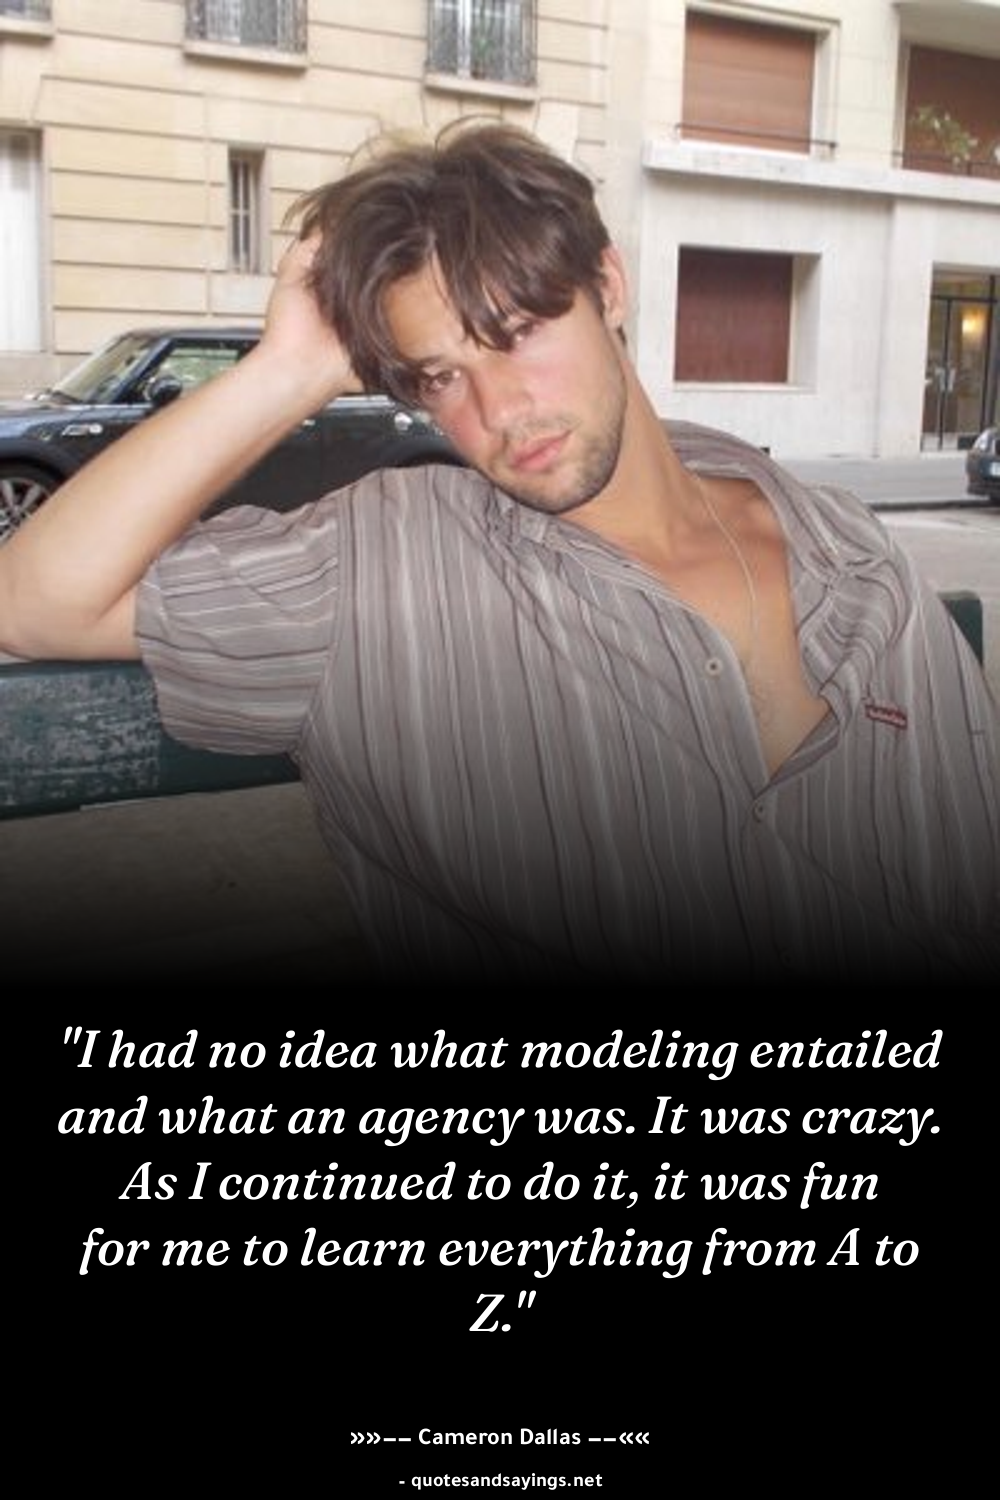 "I had no idea what modeling entailed
and what an agency was. It was crazy.
As I continued to do it, it was fun
for me to learn everything from A to
Z."
»»–– Cameron Dallas ––««
- quotesandsayings.net